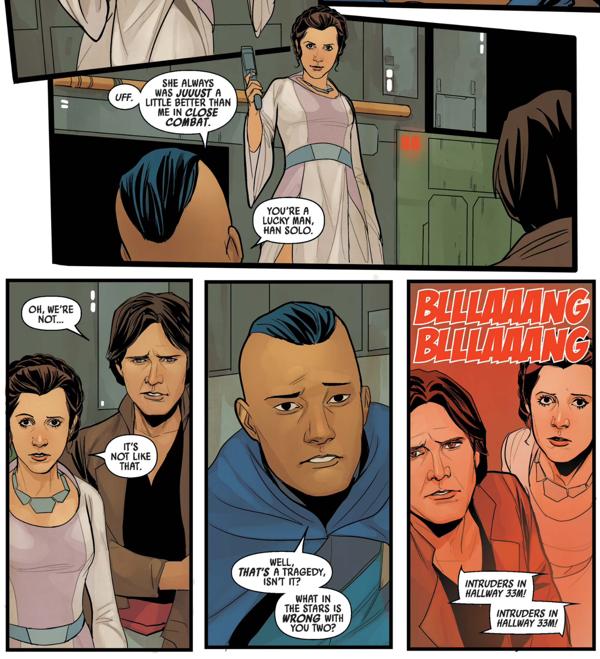 UFF.
SHE ALWAYS
WAS JUUUST A
LITTLE BETTER THAN
ME IN CLOSE
COMBAT.
YOU'RE A
LUCKY MAN,
HAN SOLO.
OH, WE'RE
NOT...
IT'S
NOT LIKE
THAT.
WELL,
THAT'S A TRAGEDY,
ISN'T IT?
WHAT IN
THE STARS IS
WRONG WITH
YOU TWO?
BLLLAAAANG
BLLLAAAANG
INTRUDERS IN
HALLWAY 33M!
INTRUDERS IN
HALLWAY 33M!